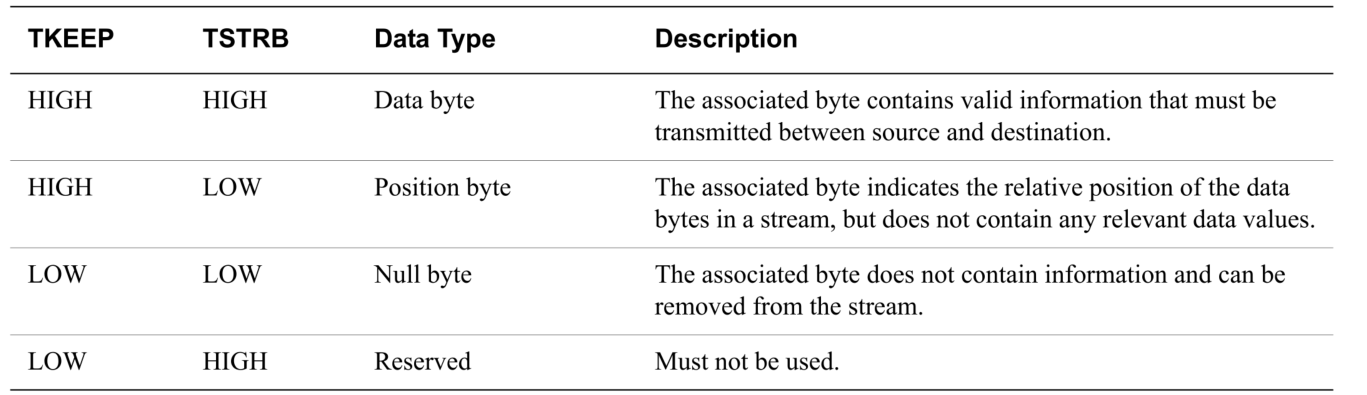 TKEEP TSTRB Data Type Description
HIGH HIGH Data byte The associated byte contains valid information that must be
transmitted between source and destination.
HIGH LOW Position byte The associated byte indicates the relative position of the data
bytes in a stream, but does not contain any relevant data values.
LOW LOW Null byte The associated byte does not contain information and can be
removed from the stream.
LOW HIGH Reserved Must not be used.